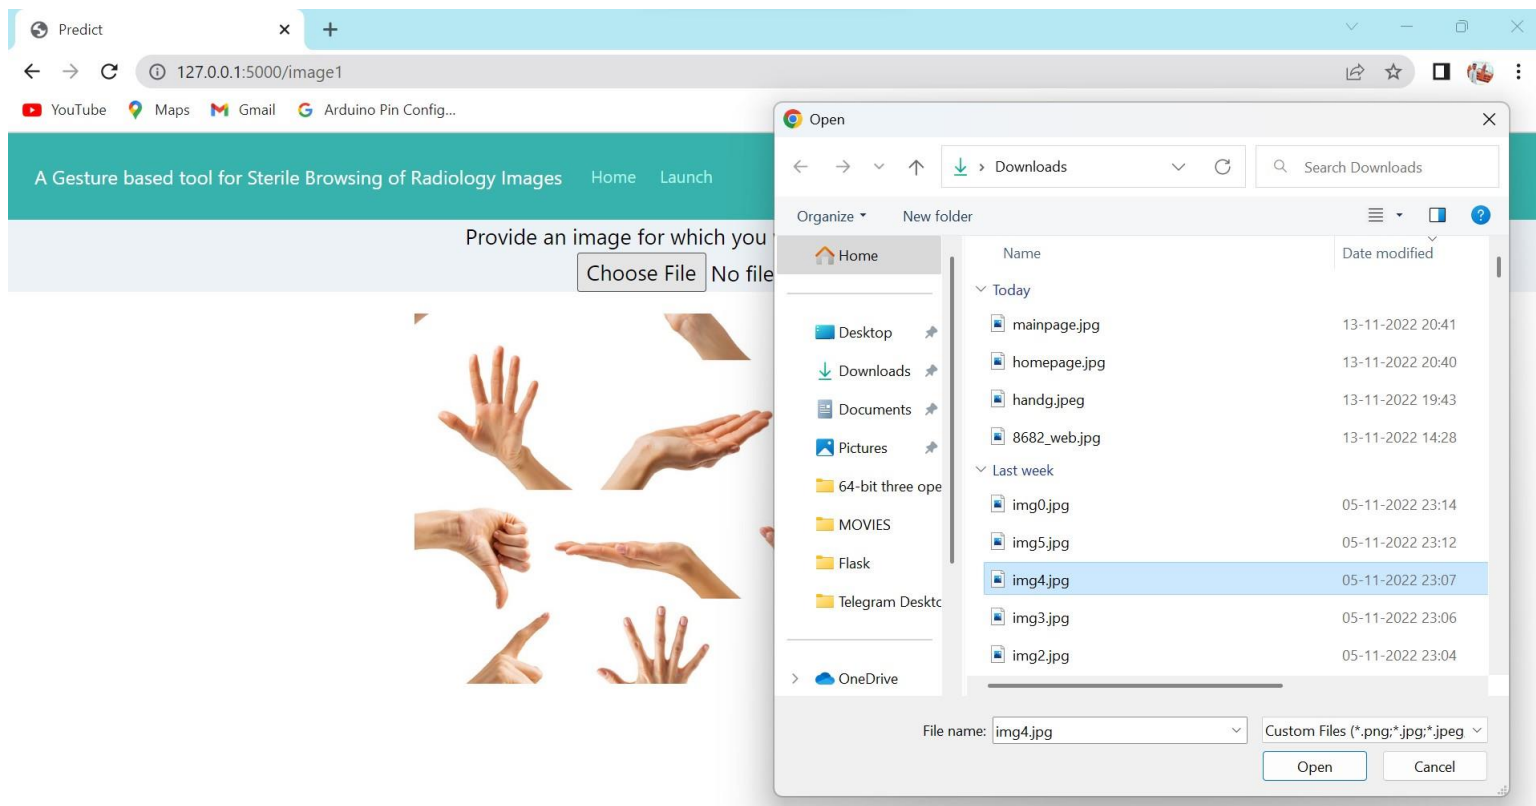 Predict
127.0.0.1:5000/image1
YouTube Maps Gmail Arduino Pin Config...
A Gesture based tool for Sterile Browsing of Radiology Images Home Launch
Provide an image for which you
Choose File No file
Open
Downloads
Search Downloads
Organize New folder
Home
Desktop
Downloads
Documents
Pictures
64-bit three ope
MOVIES
Flask
Telegram Deskto
OneDrive
Name Date modified
Today
mainpage.jpg 13-11-2022 20:41
homepage.jpg 13-11-2022 20:40
handg.jpeg 13-11-2022 19:43
8682_web.jpg 13-11-2022 14:28
Last week
img0.jpg 05-11-2022 23:14
img5.jpg 05-11-2022 23:12
img4.jpg 05-11-2022 23:07
img3.jpg 05-11-2022 23:06
img2.jpg 05-11-2022 23:04
File name: img4.jpg Custom Files (*.png;*.jpg;*.jpeg
Open Cancel